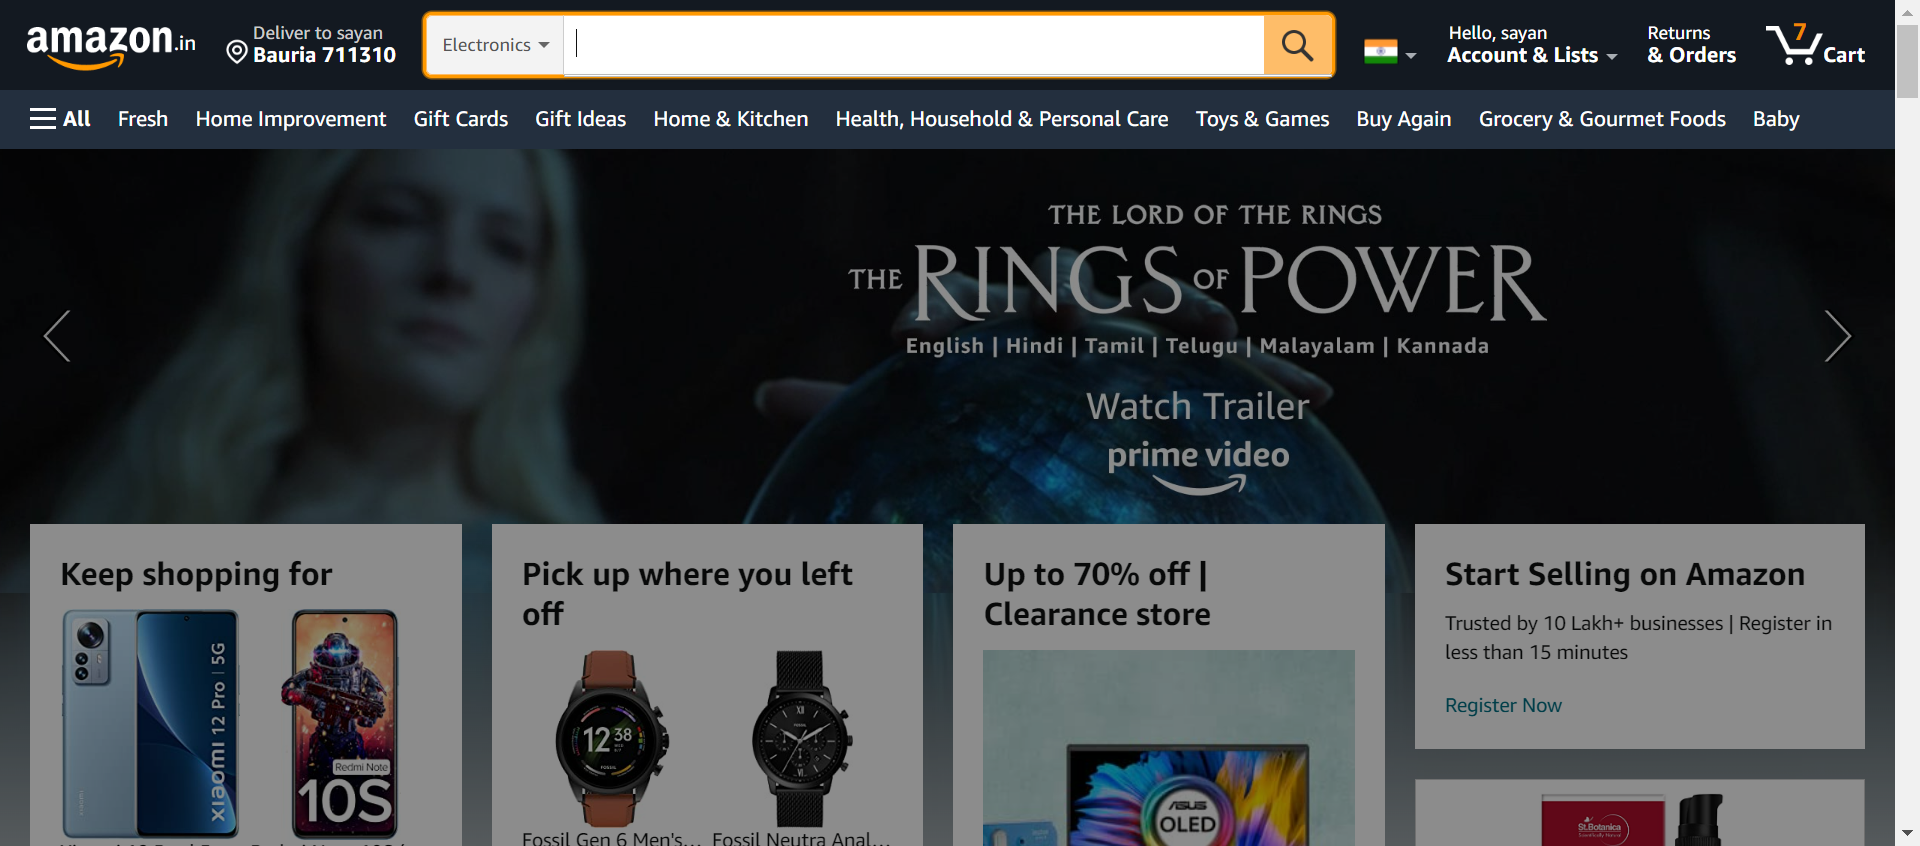 amazon.in
Deliver to sayan
Bauria 711310
Electronics
Hello, sayan
Account & Lists
Returns
& Orders
7
Cart
All Fresh Home Improvement Gift Cards Gift Ideas Home & Kitchen Health, Household & Personal Care Toys & Games Buy Again Grocery & Gourmet Foods Baby
THE LORD OF THE RINGS
THE RINGS OF POWER
English | Hindi | Tamil | Telugu | Malayalam | Kannada
Watch Trailer
prime video
Keep shopping for
xiaomi 12 Pro | 5G
Redmi Note
10S
Pick up where you left
off
12 38
FOSSIL
Fossil Gen 6 Men's...
Fossil Neutra Anal...
Up to 70% off |
Clearance store
ASUS
OLED
Start Selling on Amazon
Trusted by 10 Lakh+ businesses | Register in
less than 15 minutes
Register Now
St.Botanica